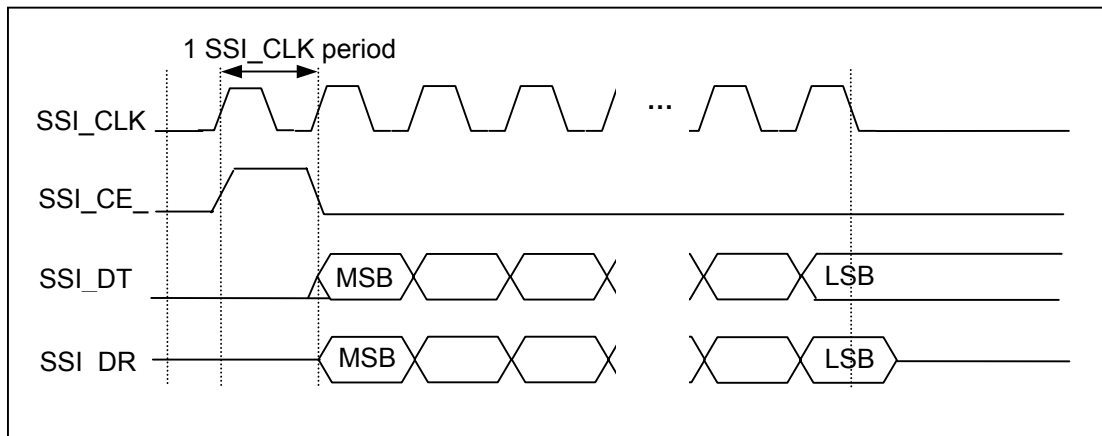 1 SSI_CLK period
SSI_CLK
...
SSI_CE_
SSI_DT
MSB
LSB
SSI DR
MSB
LSB